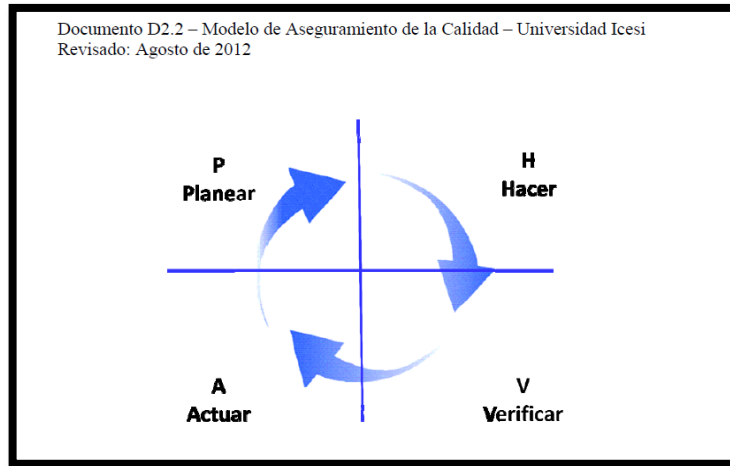 Documento D2.2 – Modelo de Aseguramiento de la Calidad – Universidad Icesi
Revisado: Agosto de 2012
P
Planear
H
Hacer
A
Actuar
V
Verificar